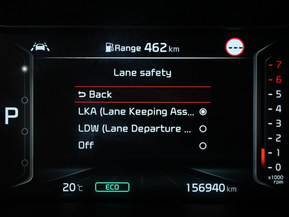 Range 462 km
---
Lane safety
Back
LKA (Lane Keeping Ass...
LDW (Lane Departure ...
Off
P
7
6
5
4
3
2
1
0
x1000
rpm
20°C
ECO
156940 km